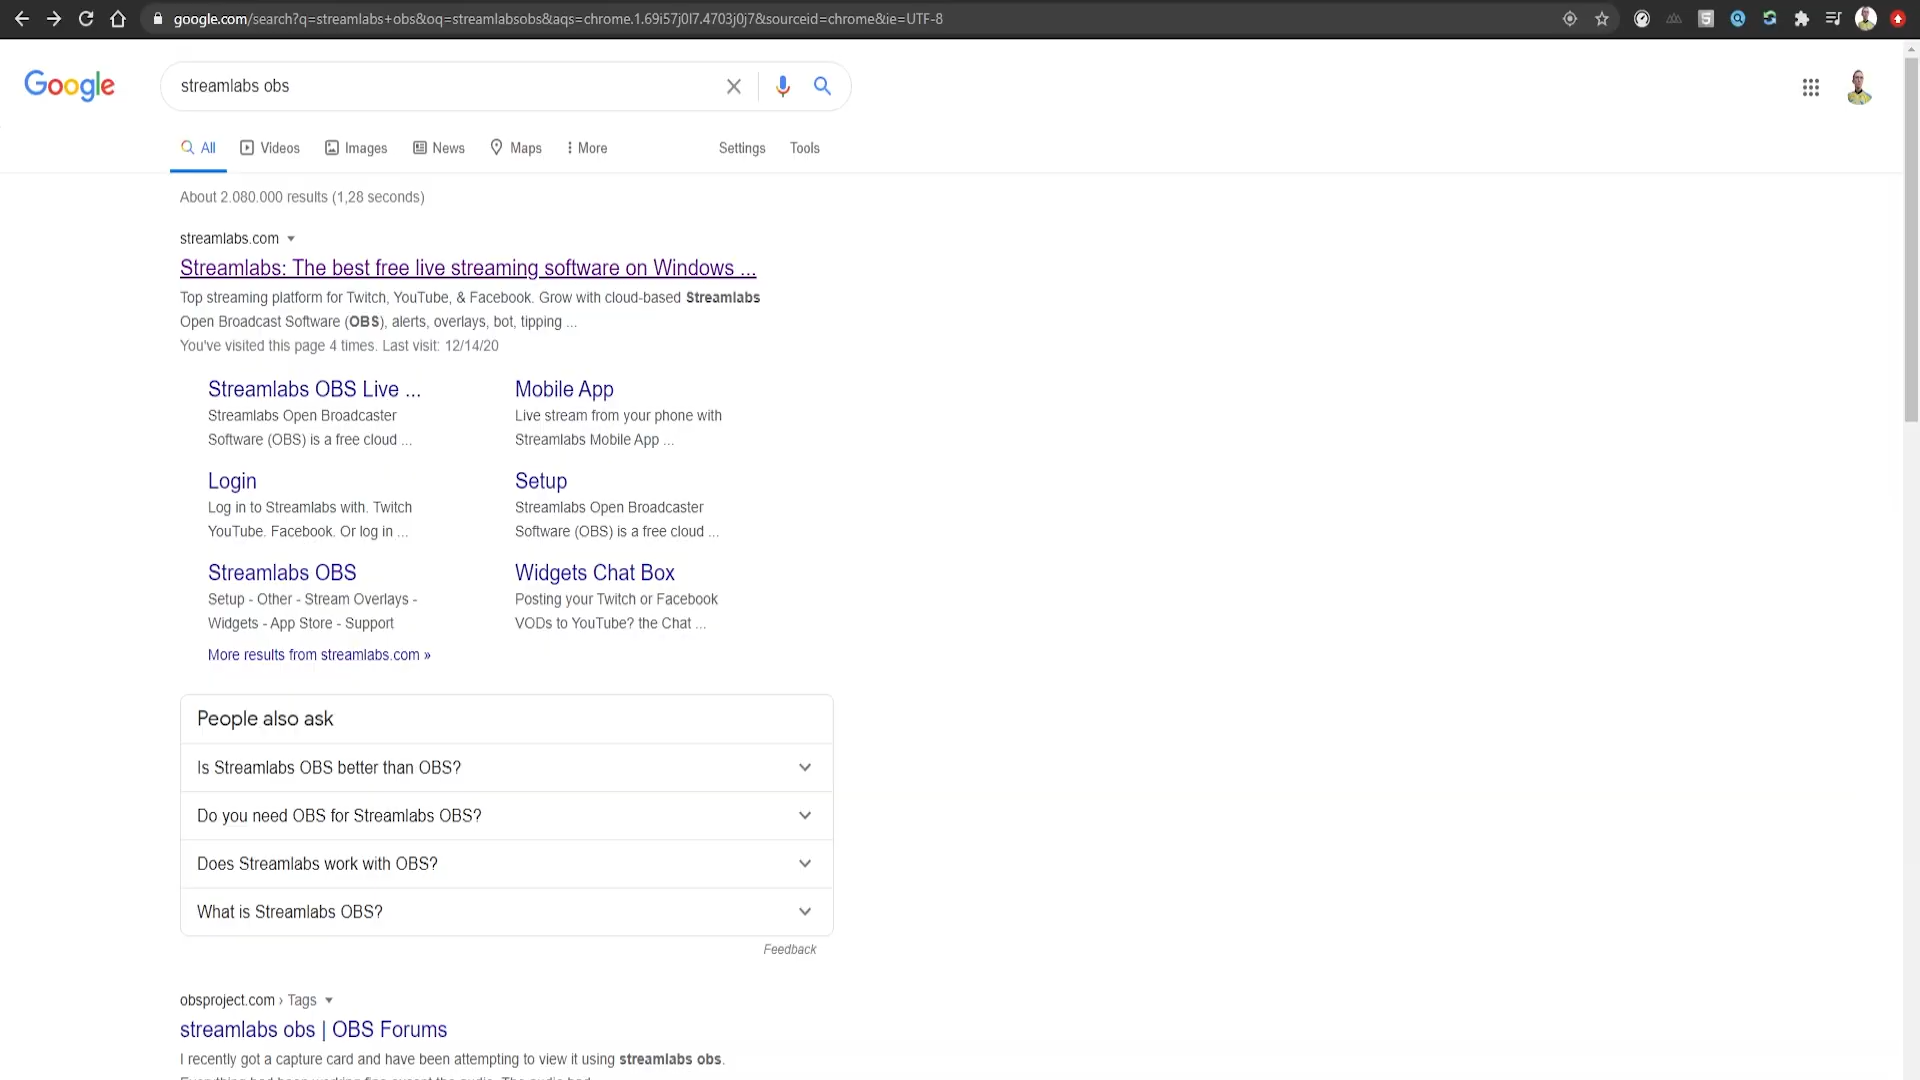 google.com/search?q=streamlabs+obs&oq=streamlabsobs&aqs=chrome.1.69i57j0l7.4703j0j7&sourceid=chrome&ie=UTF-8
Google
streamlabs obs
All Videos Images News Maps More Settings Tools
About 2.080.000 results (1,28 seconds)
streamlabs.com
Streamlabs: The best free live streaming software on Windows ...
Top streaming platform for Twitch, YouTube, & Facebook. Grow with cloud-based Streamlabs
Open Broadcast Software (OBS), alerts, overlays, bot, tipping ...
You've visited this page 4 times. Last visit: 12/14/20
Streamlabs OBS Live ...
Streamlabs Open Broadcaster
Software (OBS) is a free cloud ...
Mobile App
Live stream from your phone with
Streamlabs Mobile App ...
Login
Log in to Streamlabs with. Twitch
YouTube. Facebook. Or log in ...
Setup
Streamlabs Open Broadcaster
Software (OBS) is a free cloud ...
Streamlabs OBS
Setup - Other - Stream Overlays -
Widgets - App Store - Support
Widgets Chat Box
Posting your Twitch or Facebook
VODs to YouTube? the Chat ...
More results from streamlabs.com »
People also ask
Is Streamlabs OBS better than OBS?
Do you need OBS for Streamlabs OBS?
Does Streamlabs work with OBS?
What is Streamlabs OBS?
Feedback
obsproject.com › Tags
streamlabs obs | OBS Forums
I recently got a capture card and have been attempting to view it using streamlabs obs.